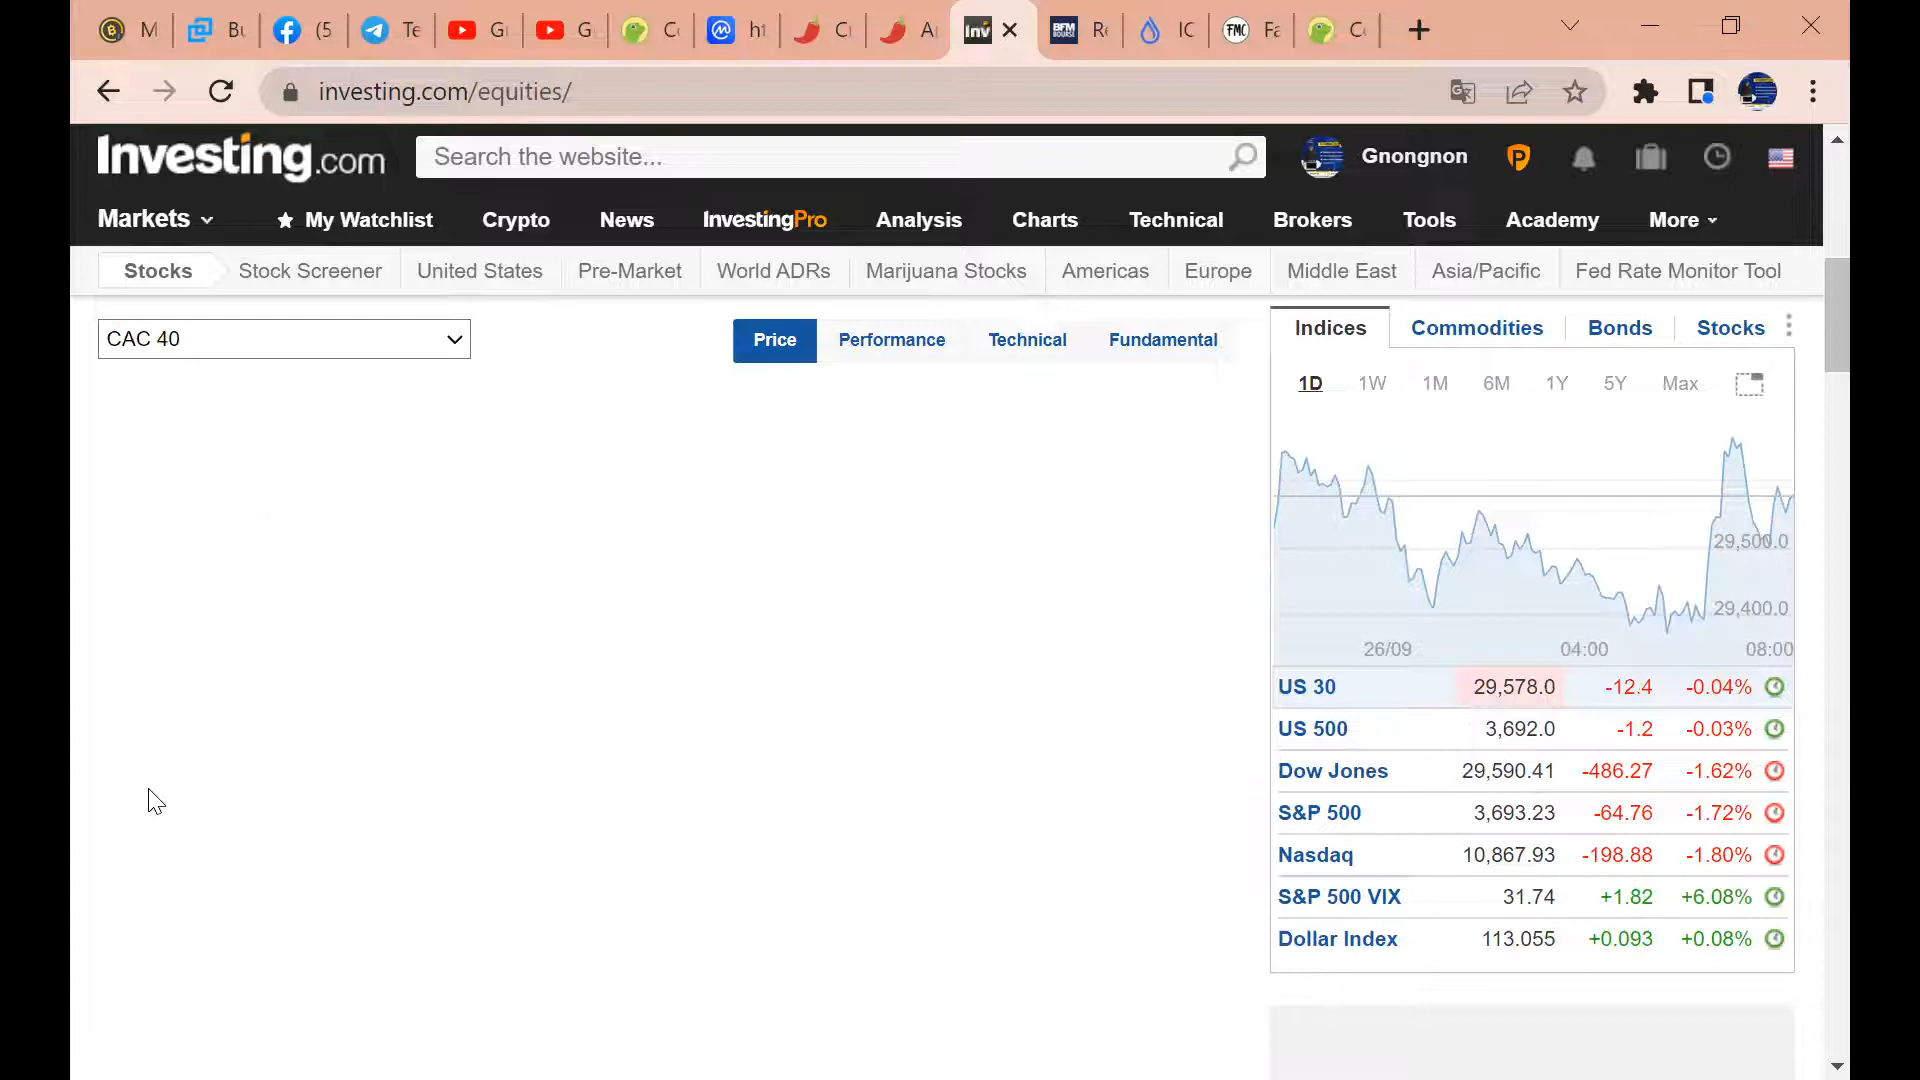 M
Bu
(5
Te
G
G
C
h1
C
A
Inv
BFM BOURSE
Re
IC
FMC
Fa
C
investing.com/equities/
Investing.com
Search the website...
Gnongnon
Markets
My Watchlist
Crypto
News
InvestingPro
Analysis
Charts
Technical
Brokers
Tools
Academy
More
Stocks
Stock Screener
United States
Pre-Market
World ADRs
Marijuana Stocks
Americas
Europe
Middle East
Asia/Pacific
Fed Rate Monitor Tool
CAC 40
Price
Performance
Technical
Fundamental
Indices
Commodities
Bonds
Stocks
1D 1W 1M 6M 1Y 5Y Max
29,500.0
29,400.0
26/09 04:00 08:00
US 30 29,578.0 -12.4 -0.04%
US 500 3,692.0 -1.2 -0.03%
Dow Jones 29,590.41 -486.27 -1.62%
S&P 500 3,693.23 -64.76 -1.72%
Nasdaq 10,867.93 -198.88 -1.80%
S&P 500 VIX 31.74 +1.82 +6.08%
Dollar Index 113.055 +0.093 +0.08%